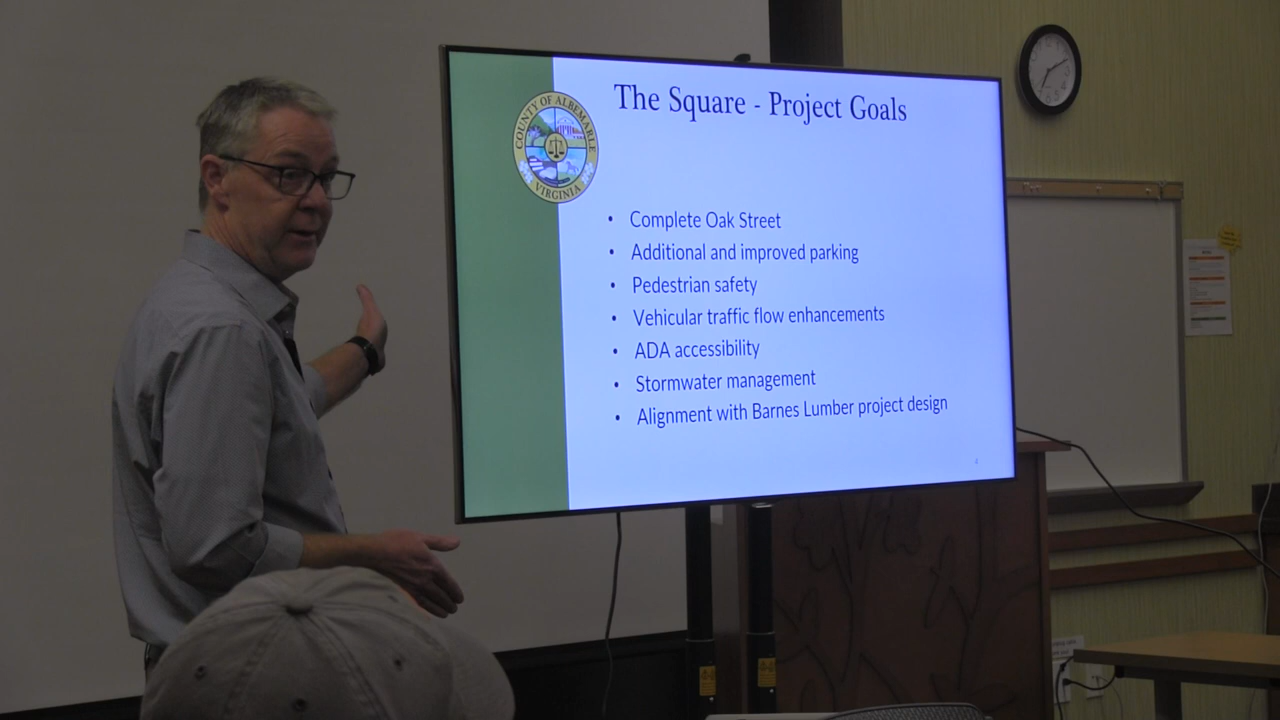 The Square - Project Goals
COUNTY OF ALBEMARLE
VIRGINIA
• Complete Oak Street
• Additional and improved parking
• Pedestrian safety
• Vehicular traffic flow enhancements
• ADA accessibility
• Stormwater management
• Alignment with Barnes Lumber project design